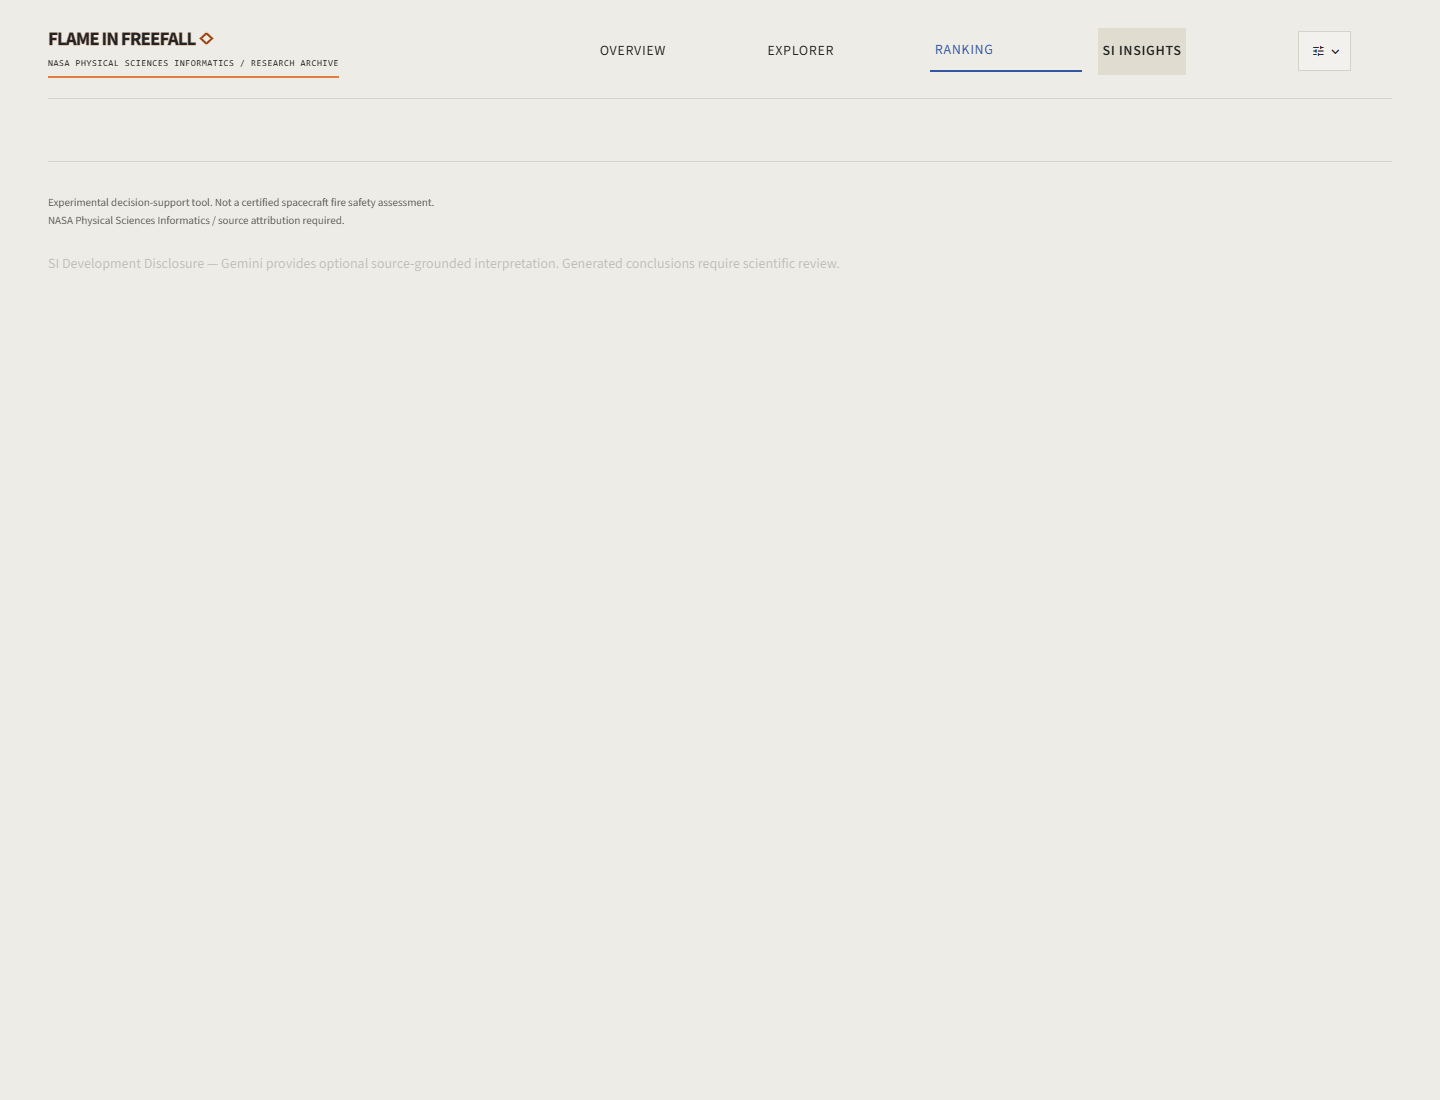 FLAME IN FREEFALL
NASA PHYSICAL SCIENCES INFORMATICS / RESEARCH ARCHIVE
OVERVIEW
EXPLORER
RANKING
SI INSIGHTS
Experimental decision-support tool. Not a certified spacecraft fire safety assessment.
NASA Physical Sciences Informatics / source attribution required.
SI Development Disclosure — Gemini provides optional source-grounded interpretation. Generated conclusions require scientific review.